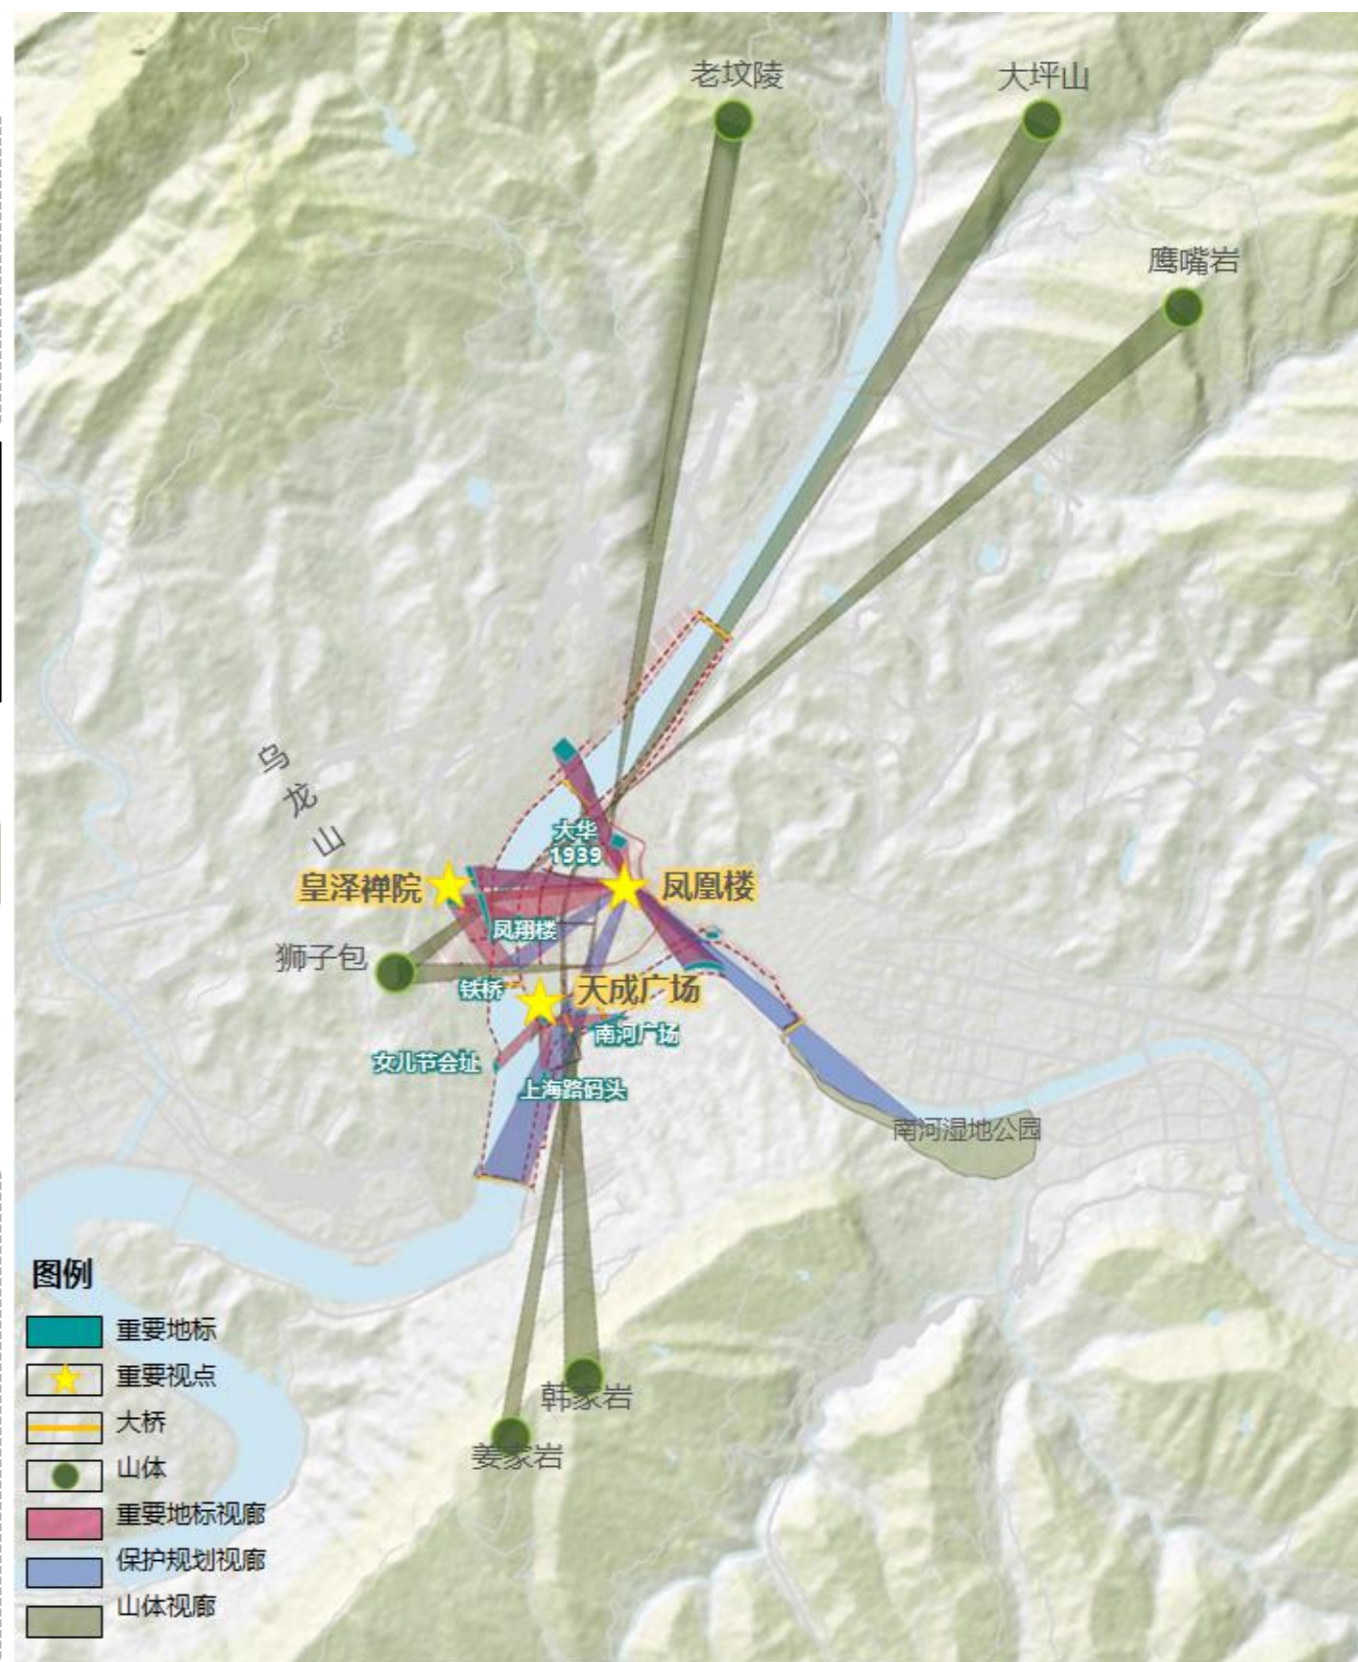 老坟陵
大坪山
鹰嘴岩
乌龙山
大华
1939
皇泽禅院
凤凰楼
凤翔楼
狮子包
铁桥
天成广场
南河广场
女儿节会址
上海路码头
南河湿地公园
韩家岩
姜家岩
图例
重要地标
重要视点
大桥
山体
重要地标视廊
保护规划视廊
山体视廊